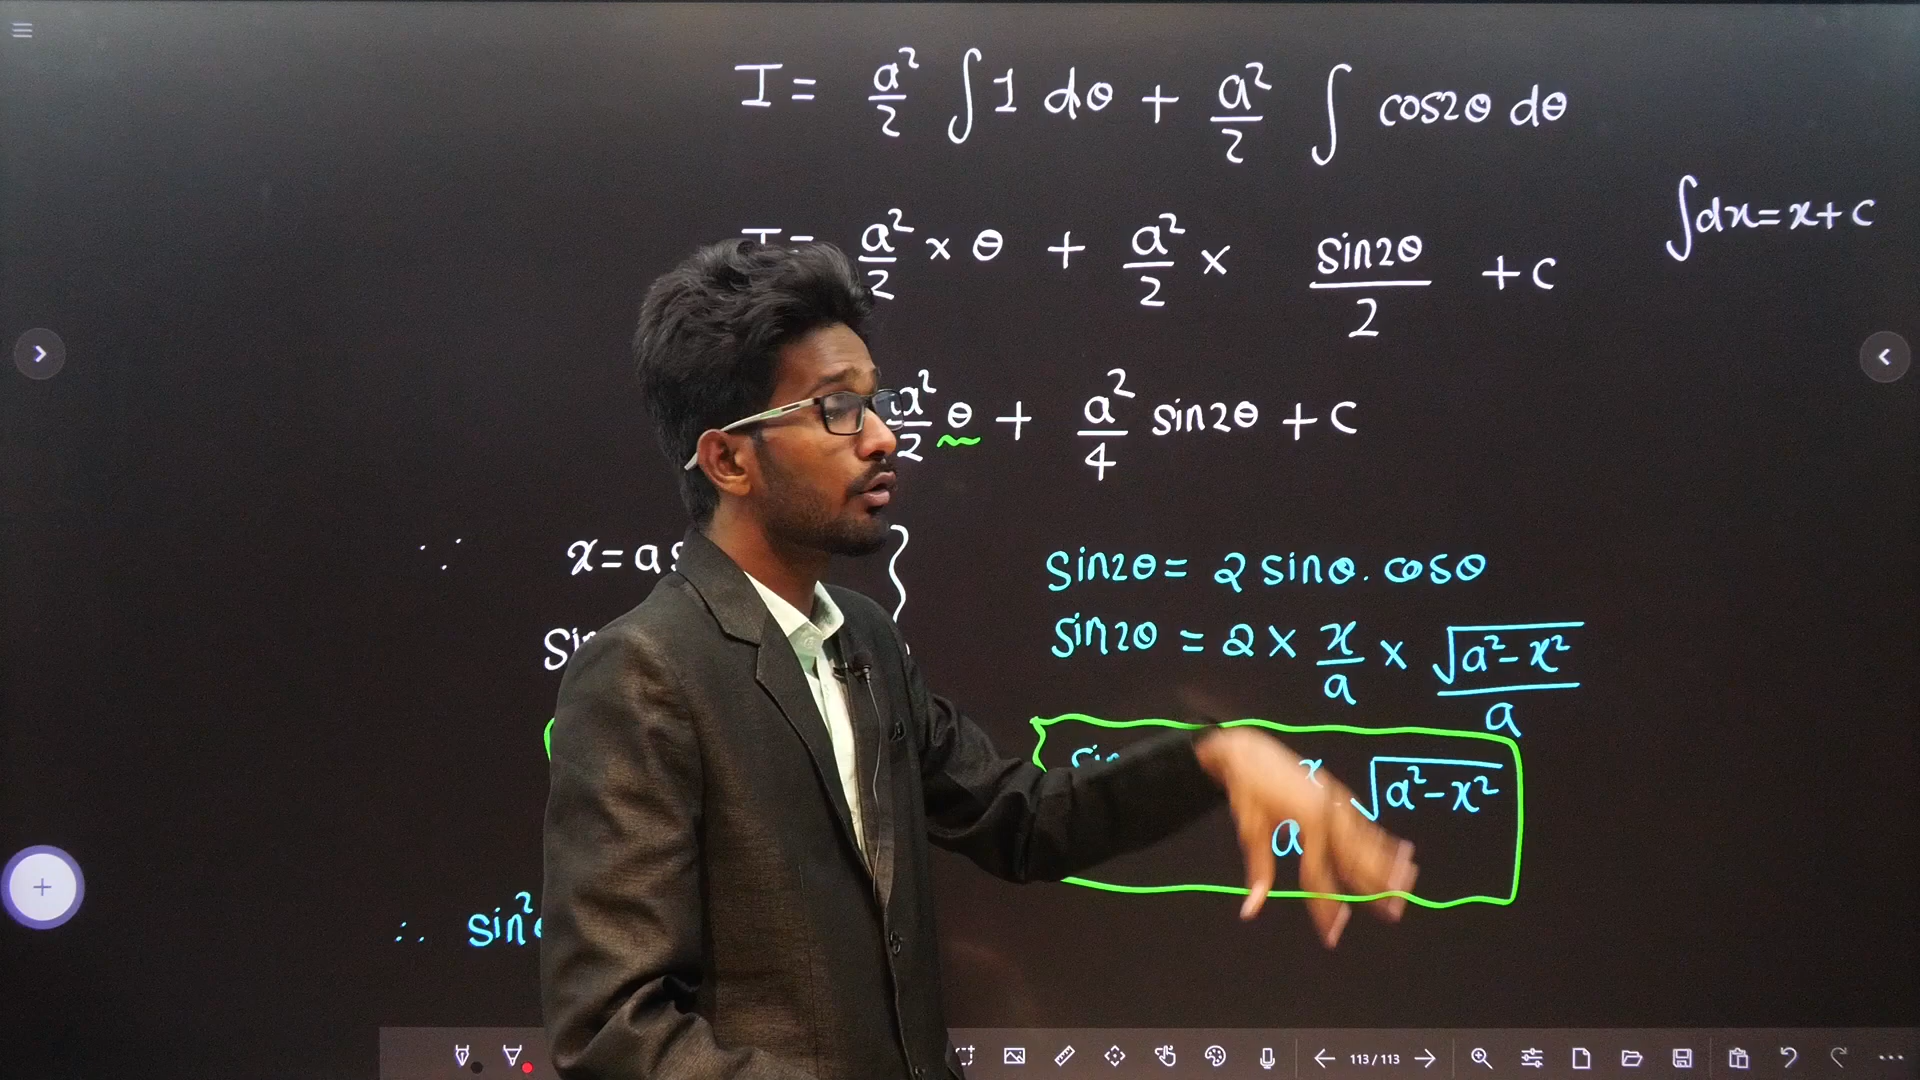 I = a²/2 ∫ 1 dθ + a²/2 ∫ cos2θ dθ
∫dx = x + c
I = a²/2 × θ + a²/2 × sin2θ/2 + c
a²/2 θ + a²/4 sin2θ + c
∵ x = a
sin2θ = 2 sinθ . cosθ
sin2θ = 2 × x/a × √(a²-x²)/a
√(a²-x²)
a
∴ sin²
113 / 113